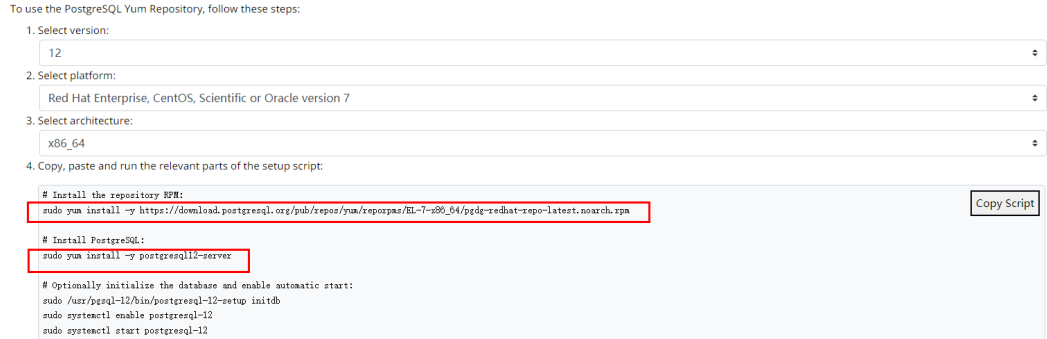 To use the PostgreSQL Yum Repository, follow these steps:
1. Select version:
12
2. Select platform:
Red Hat Enterprise, CentOS, Scientific or Oracle version 7
3. Select architecture:
x86_64
4. Copy, paste and run the relevant parts of the setup script:
# Install the repository RPM:
Copy Script
sudo yum install -y https://download.postgresql.org/pub/repos/yum/reporpms/EL-7-x86_64/pgdg-redhat-repo-latest.noarch.rpm
# Install PostgreSQL:
sudo yum install -y postgresql12-server
# Optionally initialize the database and enable automatic start:
sudo /usr/pgsql-12/bin/postgresql-12-setup initdb
sudo systemctl enable postgresql-12
sudo systemctl start postgresql-12